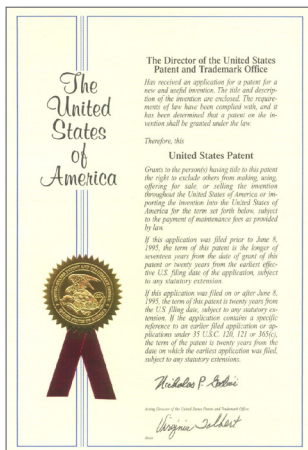 The
United
States
of
America
The Director of the United States
Patent and Trademark Office
Has received an application for a patent for a
new and useful invention. The title and descrip-
tion of the invention are enclosed. The require-
ments of law have been complied with, and it
has been determined that a patent on the in-
vention shall be granted under the law.
Therefore, this
United States Patent
Grants to the person(s) having title to this patent
the right to exclude others from making, using,
offering for sale, or selling the invention
throughout the United States of America or im-
porting the invention into the United States of
America for the term set forth below, subject
to the payment of maintenance fees as provided
by law.
If this application was filed prior to June 8,
1995, the term of this patent is the longer of
seventeen years from the date of grant of this
patent or twenty years from the earliest effec-
tive U.S. filing date of the application, subject
to any statutory extension.
If this application was filed on or after June 8,
1995, the term of this patent is twenty years from
the U.S. filing date, subject to any statutory ex-
tension. If the application contains a specific
reference to an earlier filed application or ap-
plications under 35 U.S.C. 120, 121 or 365(c),
the term of the patent is twenty years from the
date on which the earliest application was filed,
subject to any statutory extensions.
Nicholas P. Godici
Acting Director of the United States Patent and Trademark Office
Virginia Tolbert